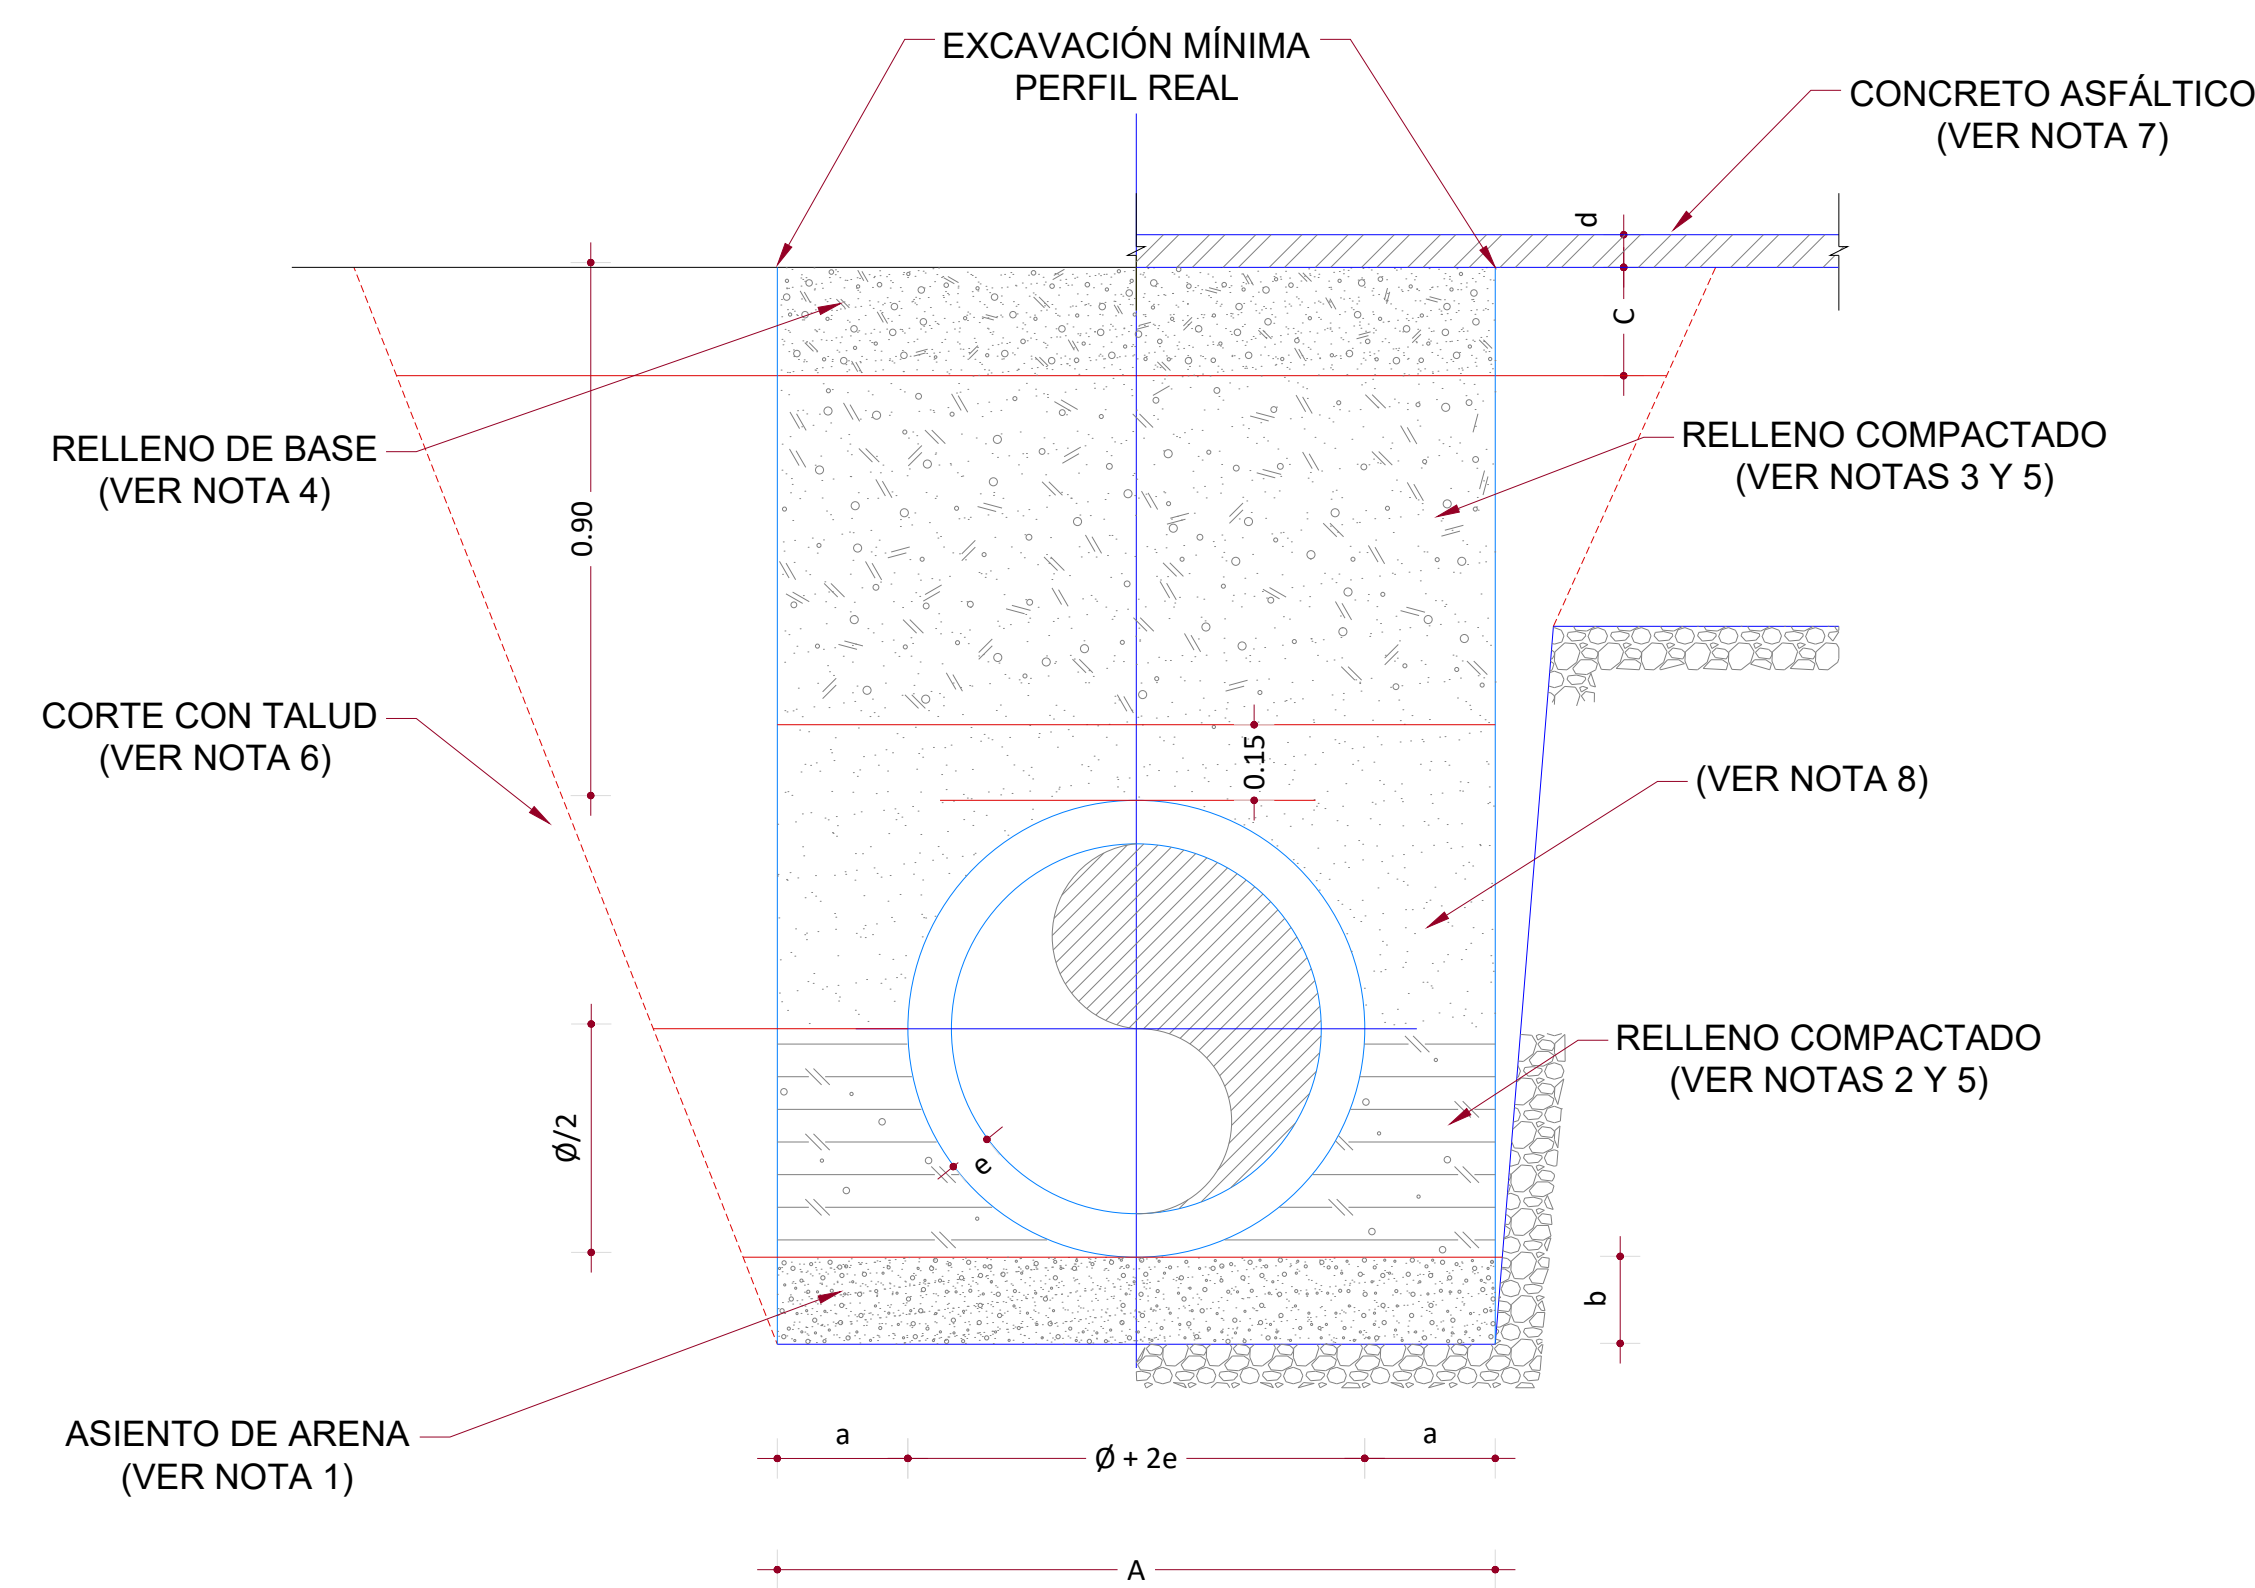 EXCAVACIÓN MÍNIMA
PERFIL REAL
CONCRETO ASFÁLTICO
(VER NOTA 7)
d
C
RELLENO DE BASE
(VER NOTA 4)
RELLENO COMPACTADO
(VER NOTAS 3 Y 5)
0.90
CORTE CON TALUD
(VER NOTA 6)
0.15
(VER NOTA 8)
RELLENO COMPACTADO
(VER NOTAS 2 Y 5)
Ø/2
e
b
ASIENTO DE ARENA
(VER NOTA 1)
a
Ø + 2e
a
A